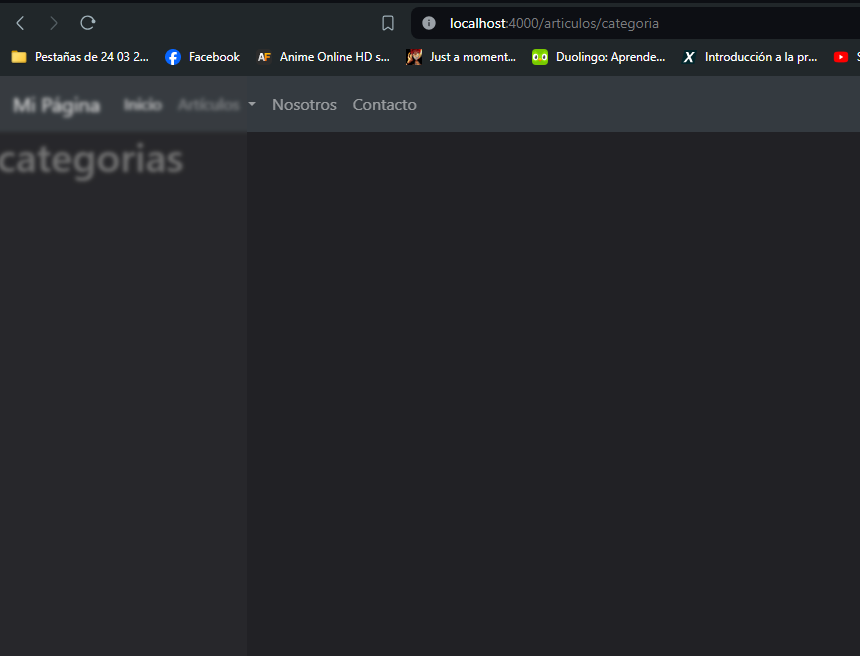 localhost:4000/articulos/categoria
Pestañas de 24 03 2... Facebook AF Anime Online HD s... Just a moment... Duolingo: Aprende... X Introducción a la pr...
Mi Página Inicio Artículos Nosotros Contacto
categorias